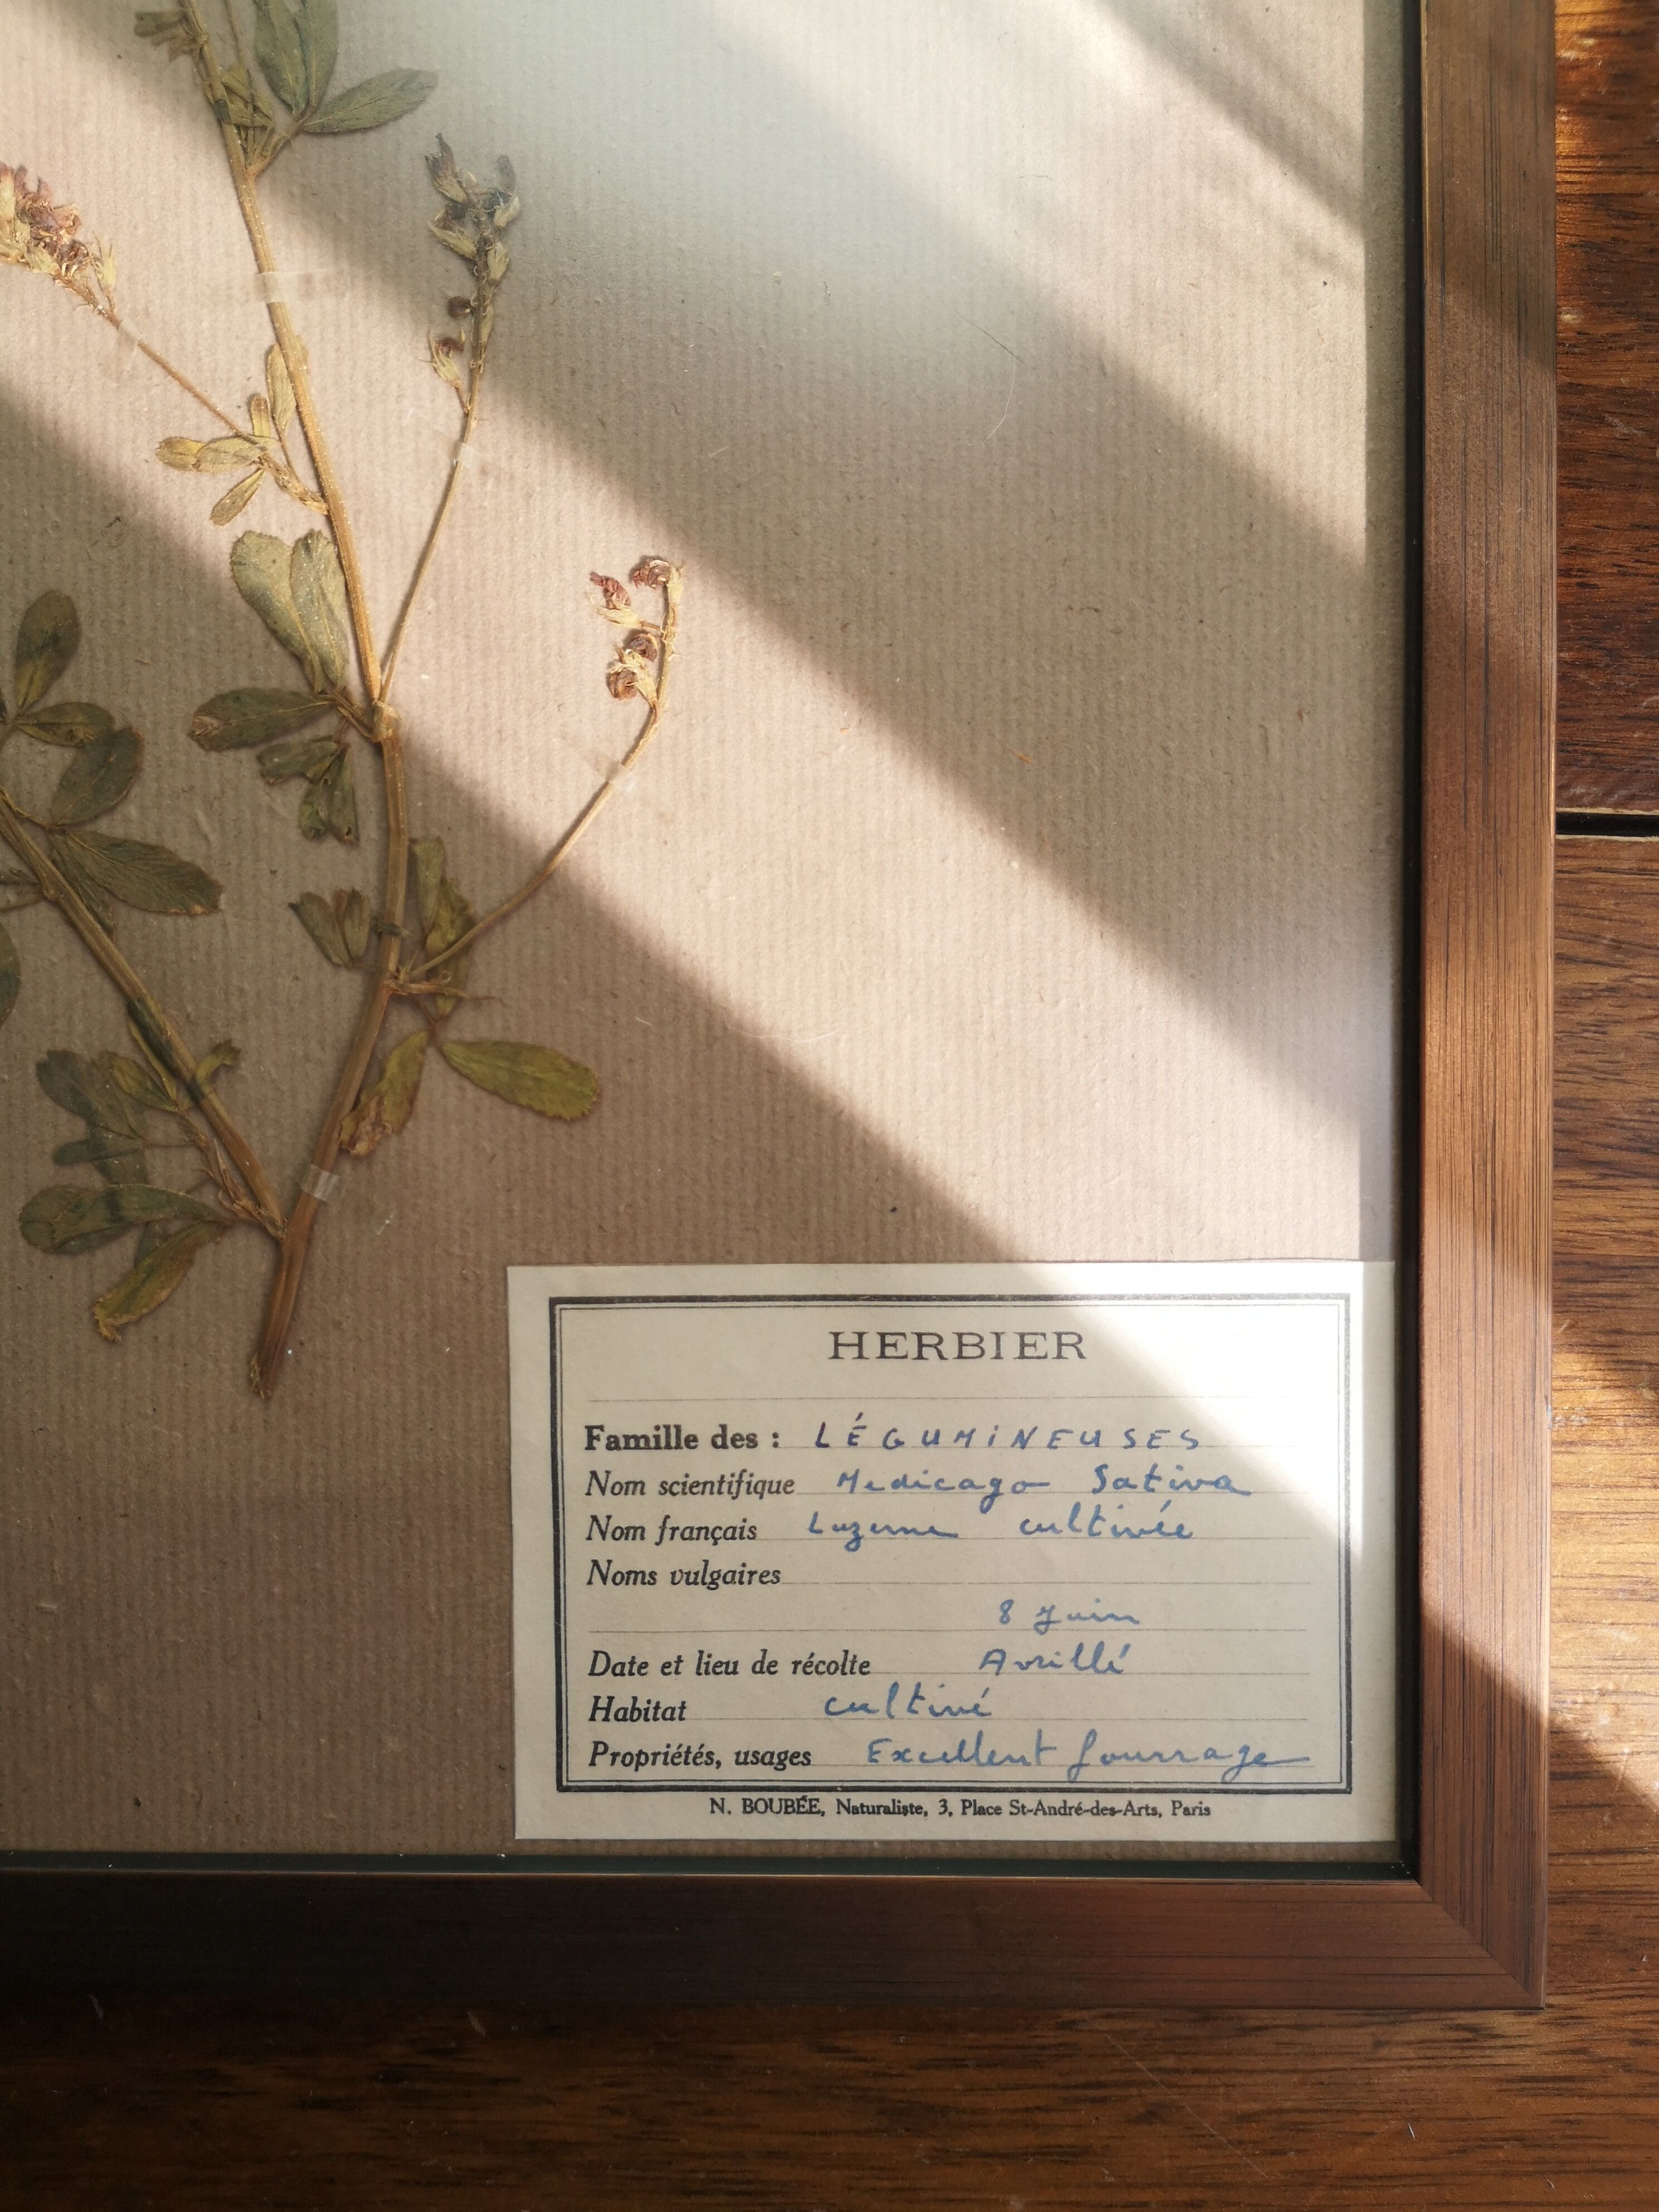 HERBIER
Famille des : LÉGUMINEUSES
Nom scientifique Medicago Sativa
Nom français Luzerne cultivée
Noms vulgaires
8 Juin
Date et lieu de récolte Avrillé
Habitat cultivé
Propriétés, usages Excellent fourrage
N. BOUBÉE, Naturaliste, 3, Place St-André-des-Arts, Paris